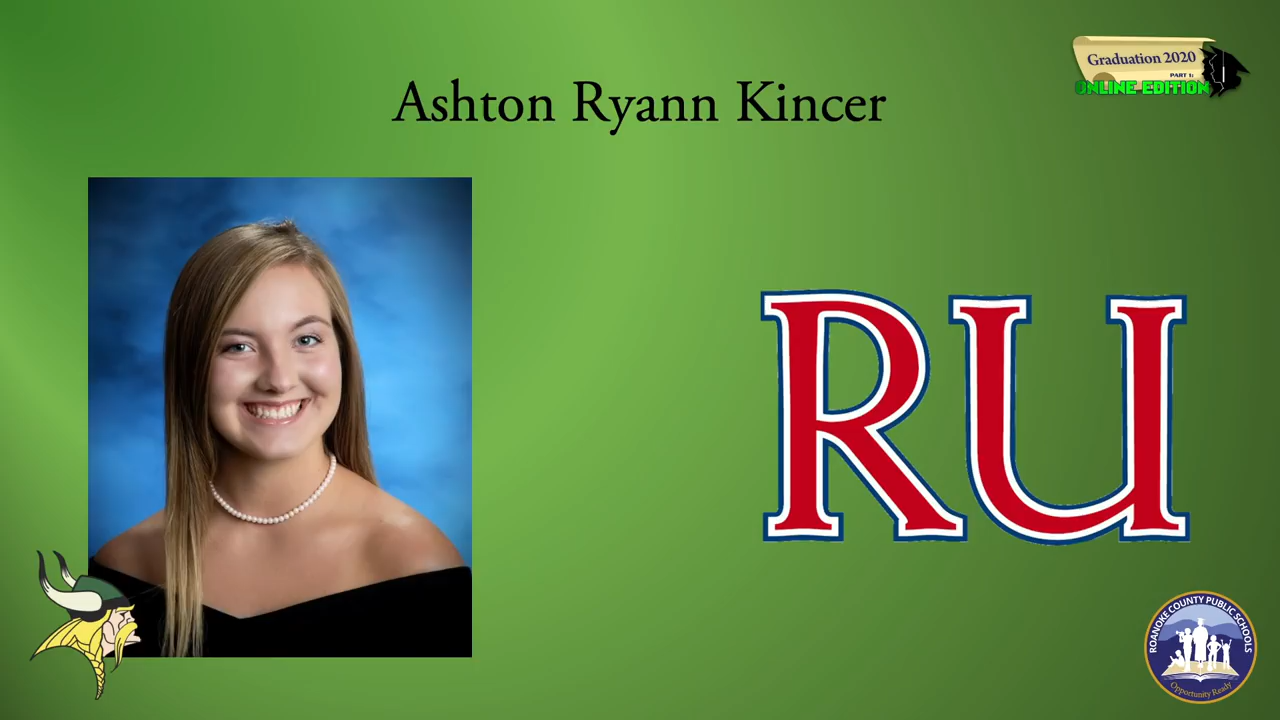 Graduation 2020
PART 1:
ONLINE EDITION
Ashton Ryann Kincer
RU
ROANOKE COUNTY PUBLIC SCHOOLS
Opportunity Ready